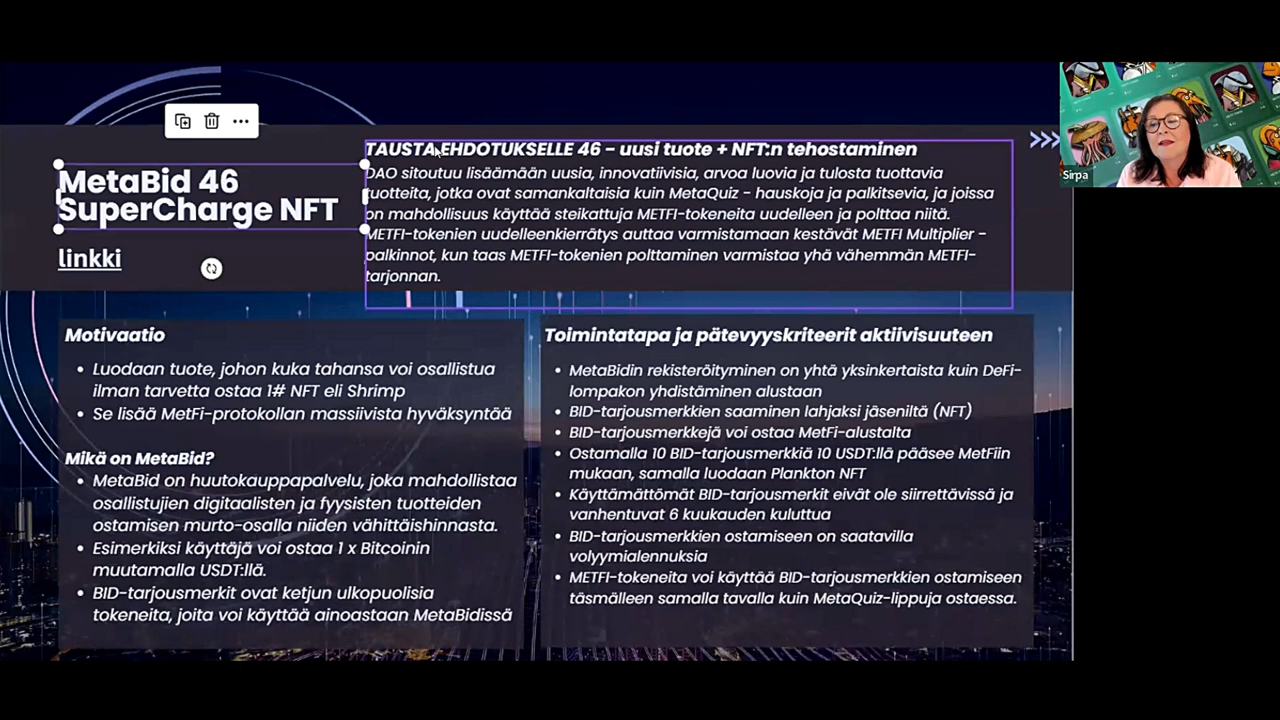 MetaBid 46
SuperCharge NFT
linkki
TAUSTA EHDOTUKSELLE 46 - uusi tuote + NFT:n tehostaminen
DAO sitoutuu lisäämään uusia, innovatiivisia, arvoa luovia ja tulosta tuottavia
tuotteita, jotka ovat samankaltaisia kuin MetaQuiz - hauskoja ja palkitsevia, ja joissa
on mahdollisuus käyttää steikattuja METFI-tokeneita uudelleen ja polttaa niitä.
METFI-tokenien uudelleenkierrätys auttaa varmistamaan kestävät METFI Multiplier -
palkinnot, kun taas METFI-tokenien polttaminen varmistaa yhä vähemmän METFI-
tarjonnan.
Sirpa
Motivaatio
• Luodaan tuote, johon kuka tahansa voi osallistua
ilman tarvetta ostaa 1# NFT eli Shrimp
• Se lisää MetFi-protokollan massiivista hyväksyntää
Mikä on MetaBid?
• MetaBid on huutokauppapalvelu, joka mahdollistaa
osallistujien digitaalisten ja fyysisten tuotteiden
ostamisen murto-osalla niiden vähittäishinnasta.
• Esimerkiksi käyttäjä voi ostaa 1 x Bitcoinin
muutamalla USDT:llä.
• BID-tarjousmerkit ovat ketjun ulkopuolisia
tokeneita, joita voi käyttää ainoastaan MetaBidissä
Toimintatapa ja pätevyyskriteerit aktiivisuuteen
• MetaBidin rekisteröityminen on yhtä yksinkertaista kuin DeFi-
lompakon yhdistäminen alustaan
• BID-tarjousmerkkien saaminen lahjaksi jäseniltä (NFT)
• BID-tarjousmerkkejä voi ostaa MetFi-alustalta
• Ostamalla 10 BID-tarjousmerkkiä 10 USDT:llä pääsee MetFiin
mukaan, samalla luodaan Plankton NFT
• Käyttämättömät BID-tarjousmerkit eivät ole siirrettävissä ja
vanhentuvat 6 kuukauden kuluttua
• BID-tarjousmerkkien ostamiseen on saatavilla
volyymialennuksia
• METFI-tokeneita voi käyttää BID-tarjousmerkkien ostamiseen
täsmälleen samalla tavalla kuin MetaQuiz-lippuja ostaessa.